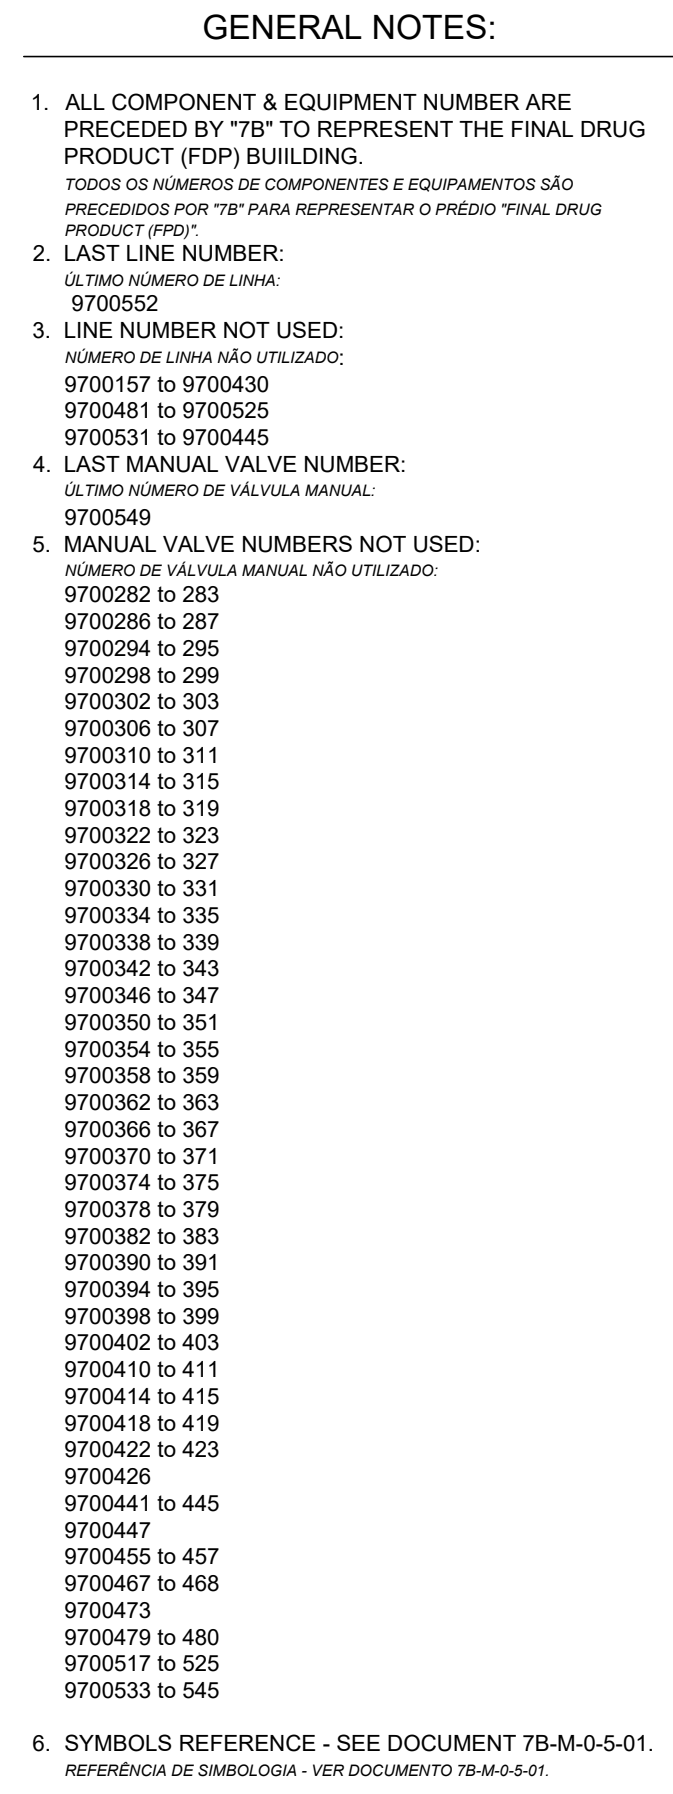 GENERAL NOTES:
1. ALL COMPONENT & EQUIPMENT NUMBER ARE
PRECEDED BY "7B" TO REPRESENT THE FINAL DRUG
PRODUCT (FDP) BUIILDING.
TODOS OS NÚMEROS DE COMPONENTES E EQUIPAMENTOS SÃO
PRECEDIDOS POR "7B" PARA REPRESENTAR O PRÉDIO "FINAL DRUG
PRODUCT (FPD)".
2. LAST LINE NUMBER:
ÚLTIMO NÚMERO DE LINHA:
9700552
3. LINE NUMBER NOT USED:
NÚMERO DE LINHA NÃO UTILIZADO:
9700157 to 9700430
9700481 to 9700525
9700531 to 9700445
4. LAST MANUAL VALVE NUMBER:
ÚLTIMO NÚMERO DE VÁLVULA MANUAL:
9700549
5. MANUAL VALVE NUMBERS NOT USED:
NÚMERO DE VÁLVULA MANUAL NÃO UTILIZADO:
9700282 to 283
9700286 to 287
9700294 to 295
9700298 to 299
9700302 to 303
9700306 to 307
9700310 to 311
9700314 to 315
9700318 to 319
9700322 to 323
9700326 to 327
9700330 to 331
9700334 to 335
9700338 to 339
9700342 to 343
9700346 to 347
9700350 to 351
9700354 to 355
9700358 to 359
9700362 to 363
9700366 to 367
9700370 to 371
9700374 to 375
9700378 to 379
9700382 to 383
9700390 to 391
9700394 to 395
9700398 to 399
9700402 to 403
9700410 to 411
9700414 to 415
9700418 to 419
9700422 to 423
9700426
9700441 to 445
9700447
9700455 to 457
9700467 to 468
9700473
9700479 to 480
9700517 to 525
9700533 to 545
6. SYMBOLS REFERENCE - SEE DOCUMENT 7B-M-0-5-01.
REFERÊNCIA DE SIMBOLOGIA - VER DOCUMENTO 7B-M-0-5-01.